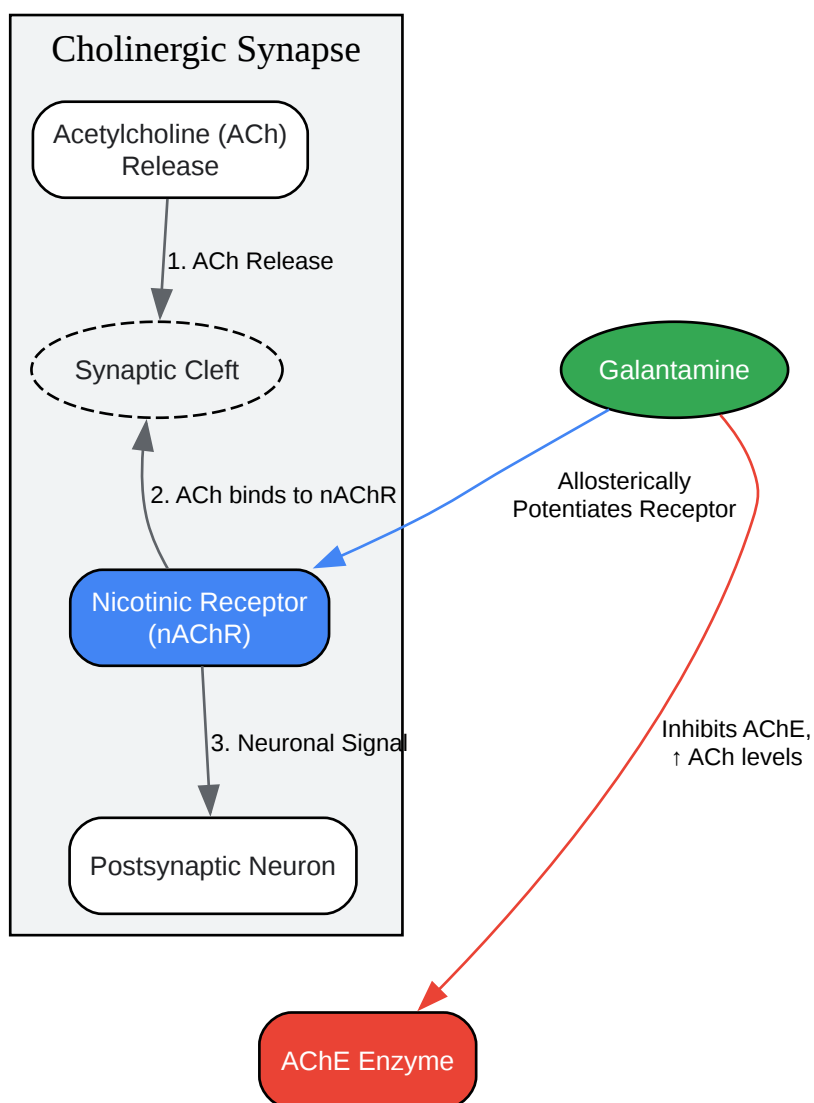 Cholinergic Synapse
Acetylcholine (ACh)
Release
1. ACh Release
Synaptic Cleft
Galantamine
2. ACh binds to nAChR
Allosterically
Potentiates Receptor
Nicotinic Receptor
(nAChR)
3. Neuronal Signal
Inhibits AChE,
↑ ACh levels
Postsynaptic Neuron
AChE Enzyme